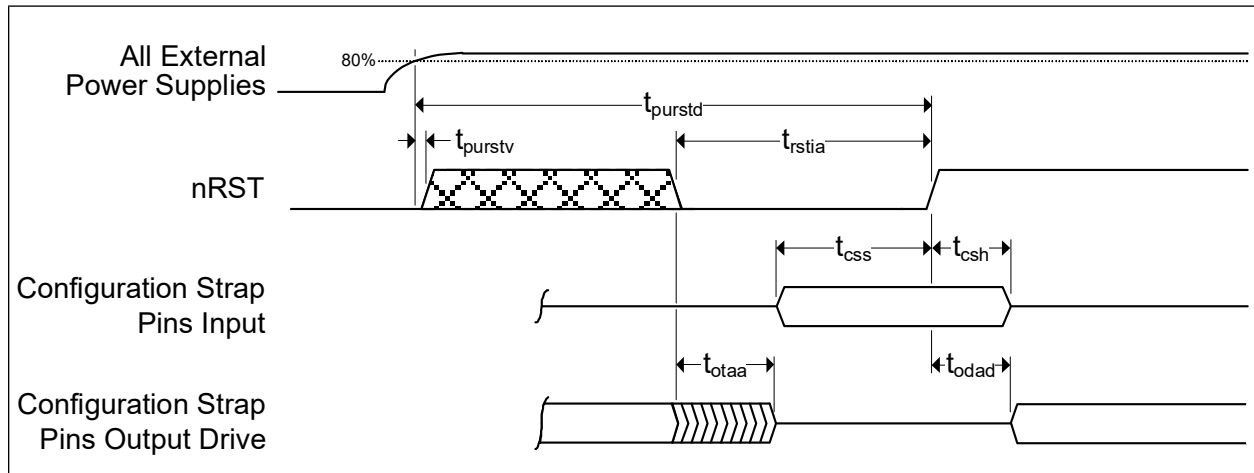 All External
Power Supplies
80%
tpurstd
tpurstv
trstia
nRST
tcss
tcsh
Configuration Strap
Pins Input
totaa
todad
Configuration Strap
Pins Output Drive